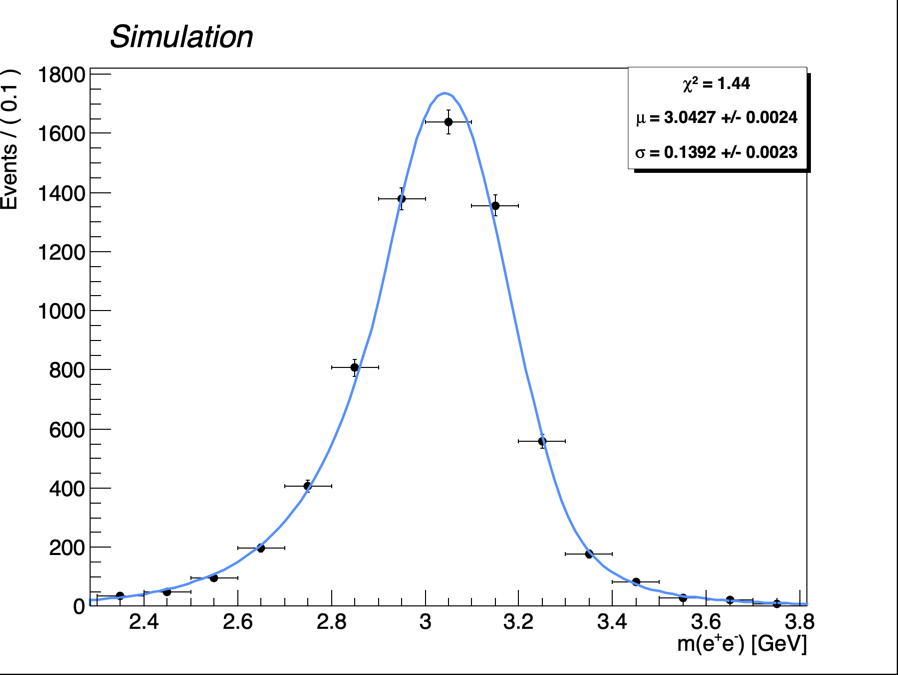 Simulation
Events / ( 0.1 )
1800
1600
1400
1200
1000
800
600
400
200
0
χ² = 1.44
μ = 3.0427 +/- 0.0024
σ = 0.1392 +/- 0.0023
2.4 2.6 2.8 3 3.2 3.4 3.6 3.8
m(e⁺e⁻) [GeV]